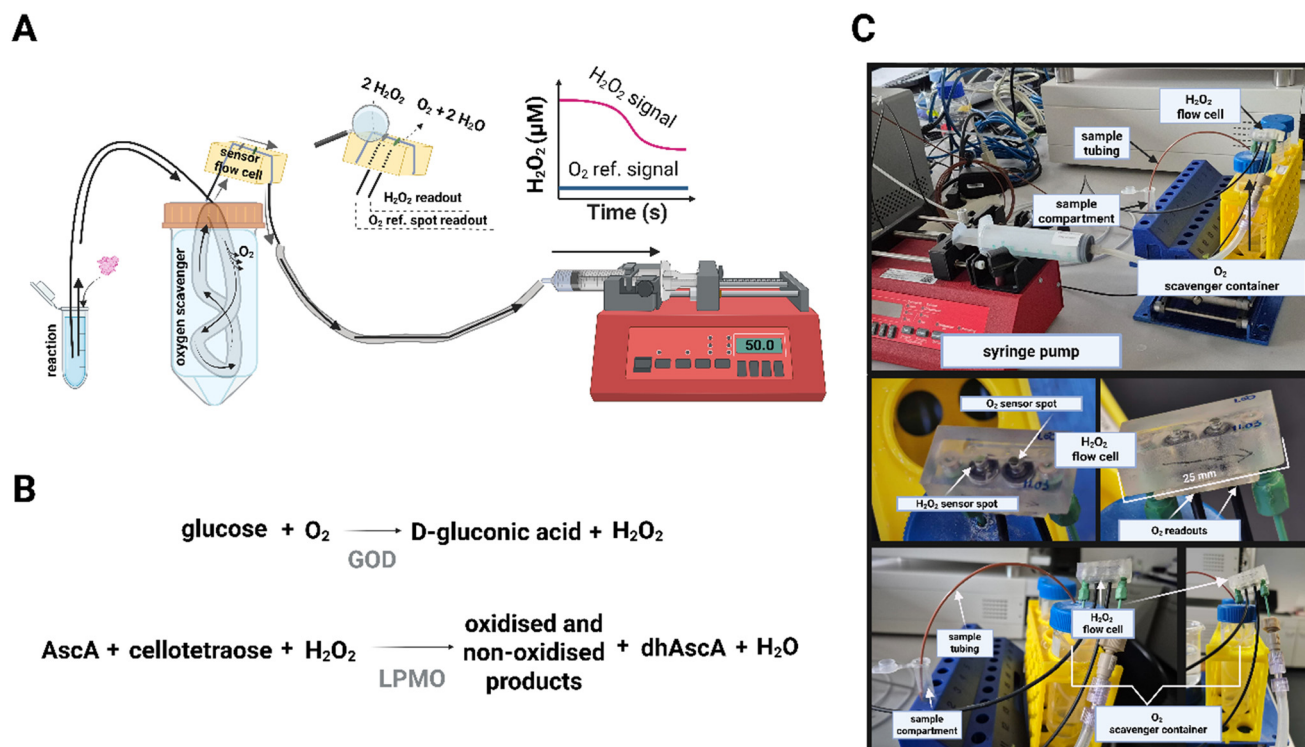 A
2 H₂O₂
O₂ + 2 H₂O
sensor
flow cell
H₂O₂ readout
O₂ ref. spot readout
O₂
oxygen scavenger
reaction
H₂O₂ (µM)
H₂O₂ signal
O₂ ref. signal
Time (s)
50.0
B
glucose + O₂ → D-gluconic acid + H₂O₂
GOD
AscA + cellotetraose + H₂O₂ → oxidised and
non-oxidised
products + dhAscA + H₂O
LPMO
C
H₂O₂
flow cell
sample
tubing
sample
compartment
O₂
scavenger container
syringe pump
O₂ sensor spot
H₂O₂
flow cell
H₂O₂ sensor spot
25 mm
O₂ readouts
sample
tubing
H₂O₂
flow cell
sample
compartment
O₂
scavenger container